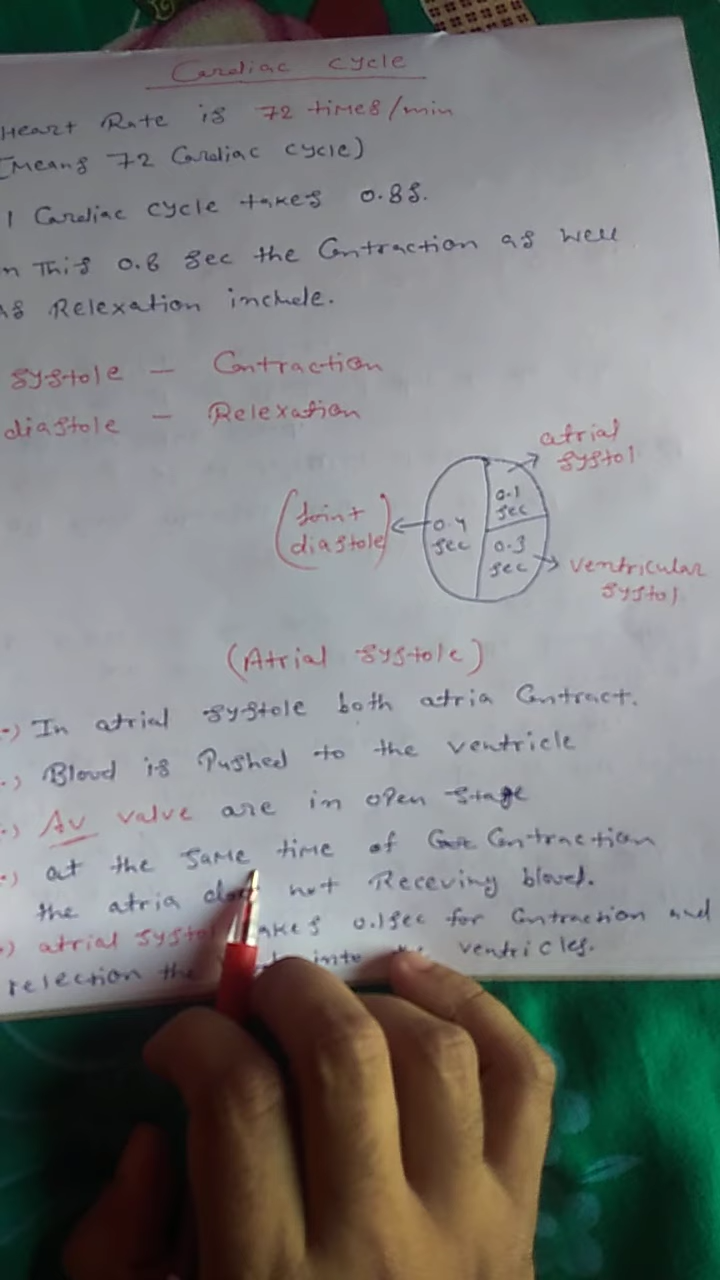 Cardiac cycle
Heart Rate is 72 times/min
[Means 72 Cardiac cycle)
1 Cardiac cycle takes 0.8s.
In This 0.8 sec the Contraction as well
As Relexation include.
systole - Contraction
diastole - Relexation
atrial
systol
0.1
sec
(Joint
diastole)
0.4
sec
0.3
sec
ventricular
systol
(Atrial systole)
•) In atrial systole both atria Contract.
•) Blood is Pushed to the ventricle
•) AV valve are in open stage
•) at the same time of Contraction
the atria not Receving blood.
•) atrial 0.1sec for Contraction and
relection the into ventricles.